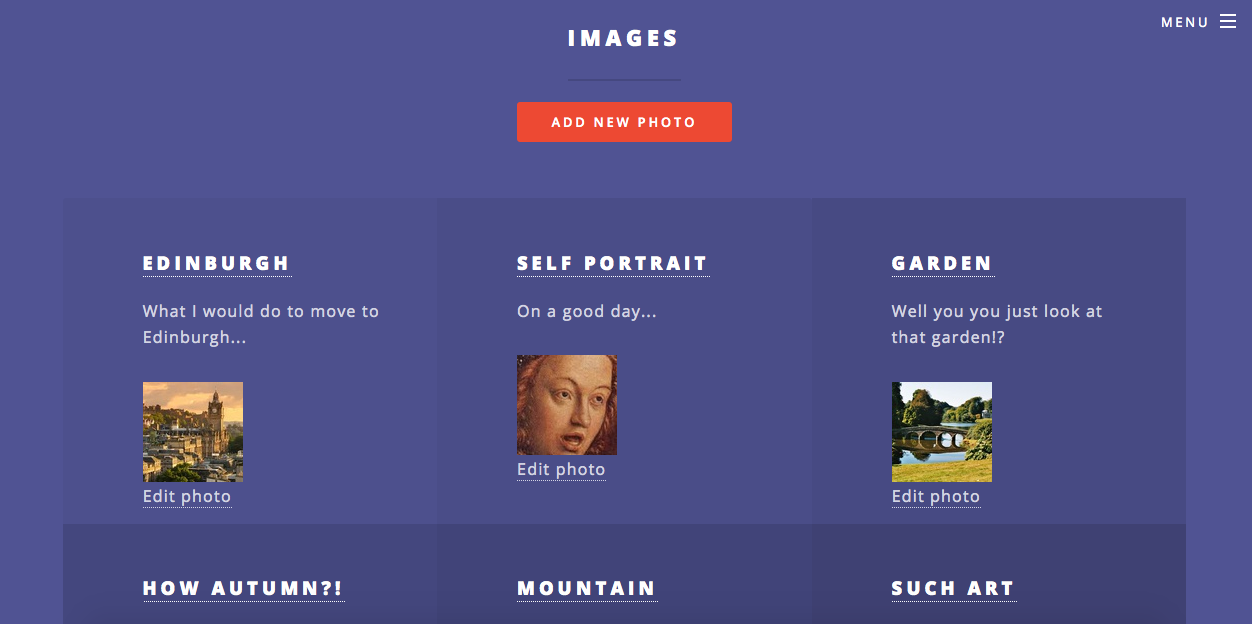 MENU
IMAGES
ADD NEW PHOTO
EDINBURGH
What I would do to move to
Edinburgh...
Edit photo
SELF PORTRAIT
On a good day...
Edit photo
GARDEN
Well you you just look at
that garden!?
Edit photo
HOW AUTUMN?!
MOUNTAIN
SUCH ART